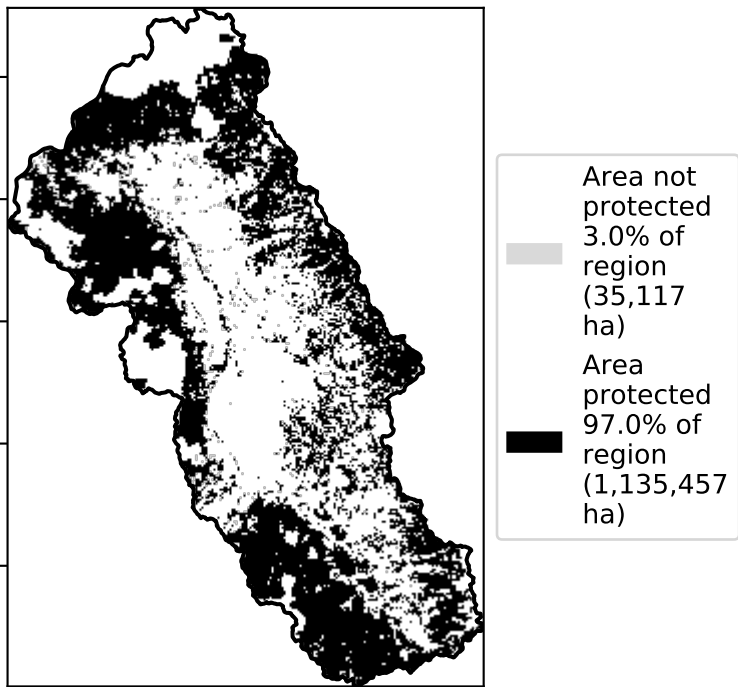 Area not
protected
3.0% of
region
(35,117
ha)
Area
protected
97.0% of
region
(1,135,457
ha)